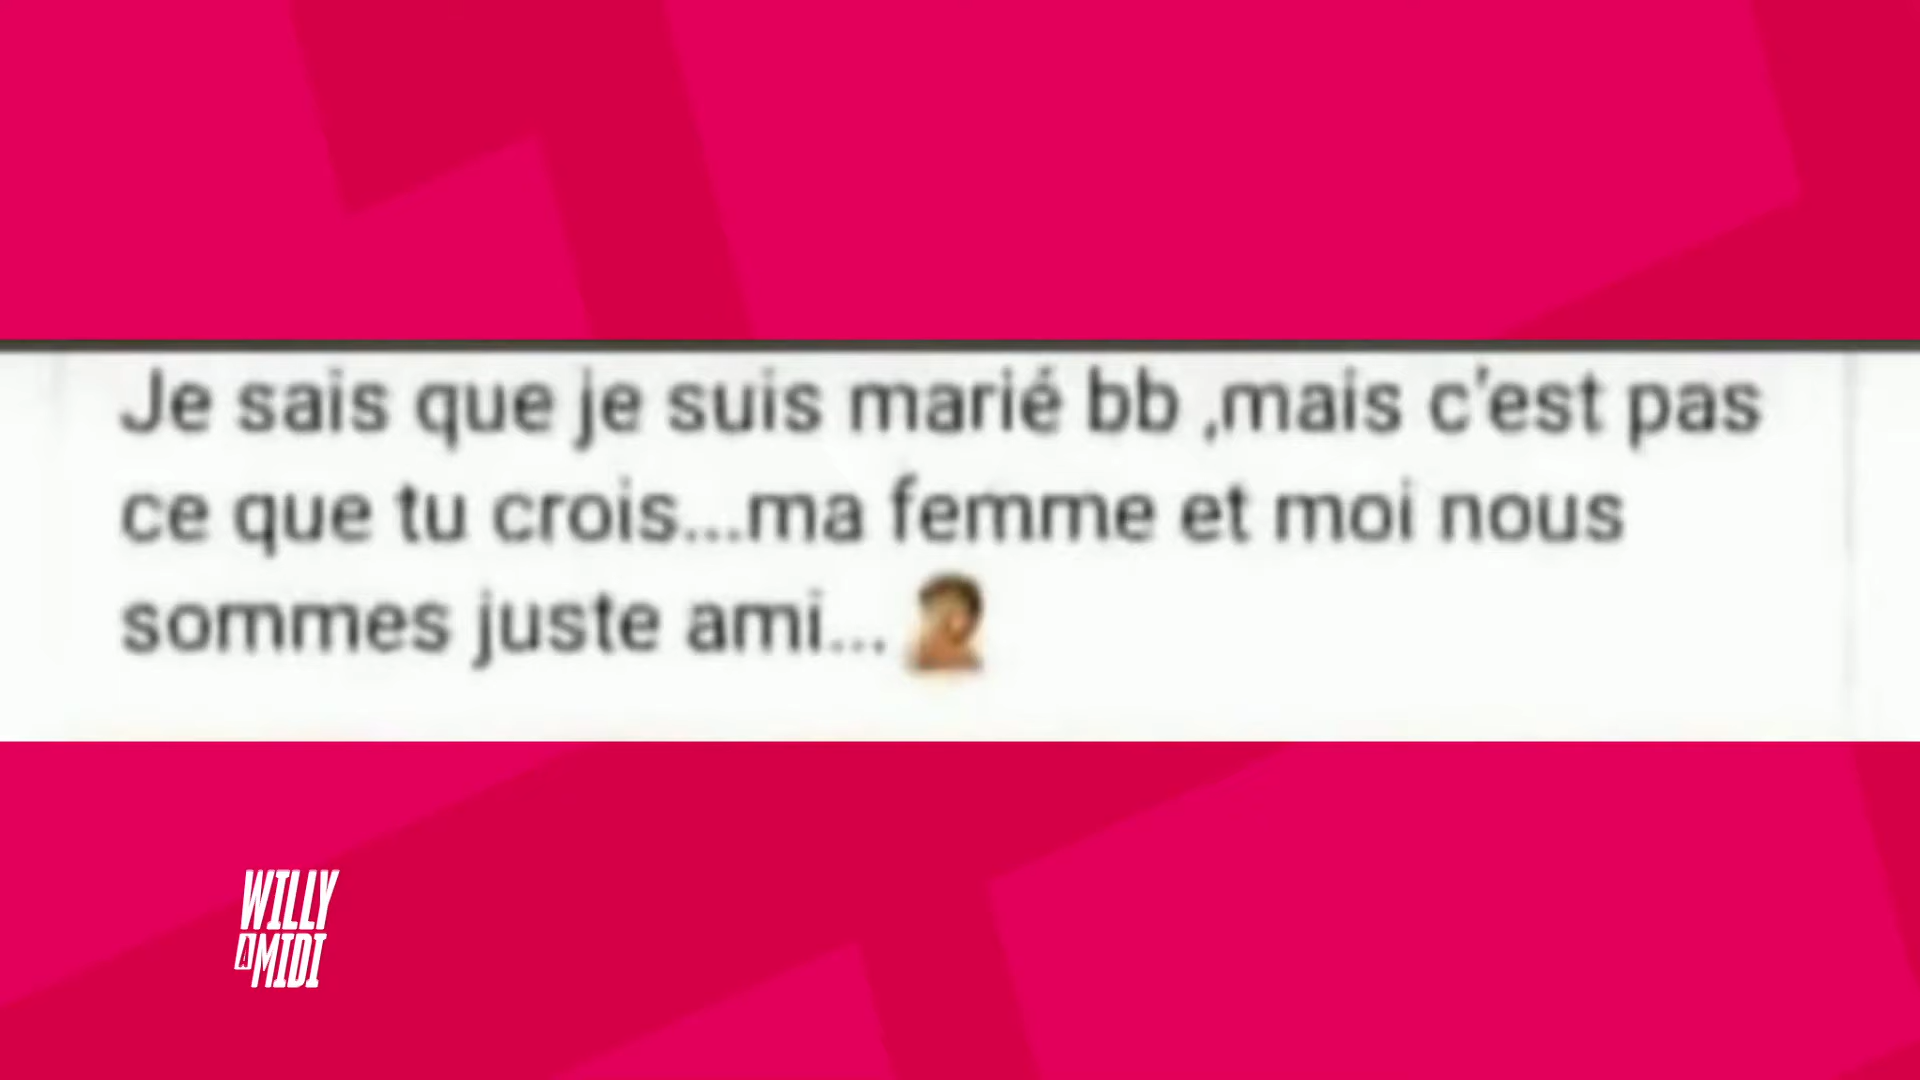 Je sais que je suis marié bb ,mais c'est pas
ce que tu crois...ma femme et moi nous
sommes juste ami...
WILLY
A MIDI